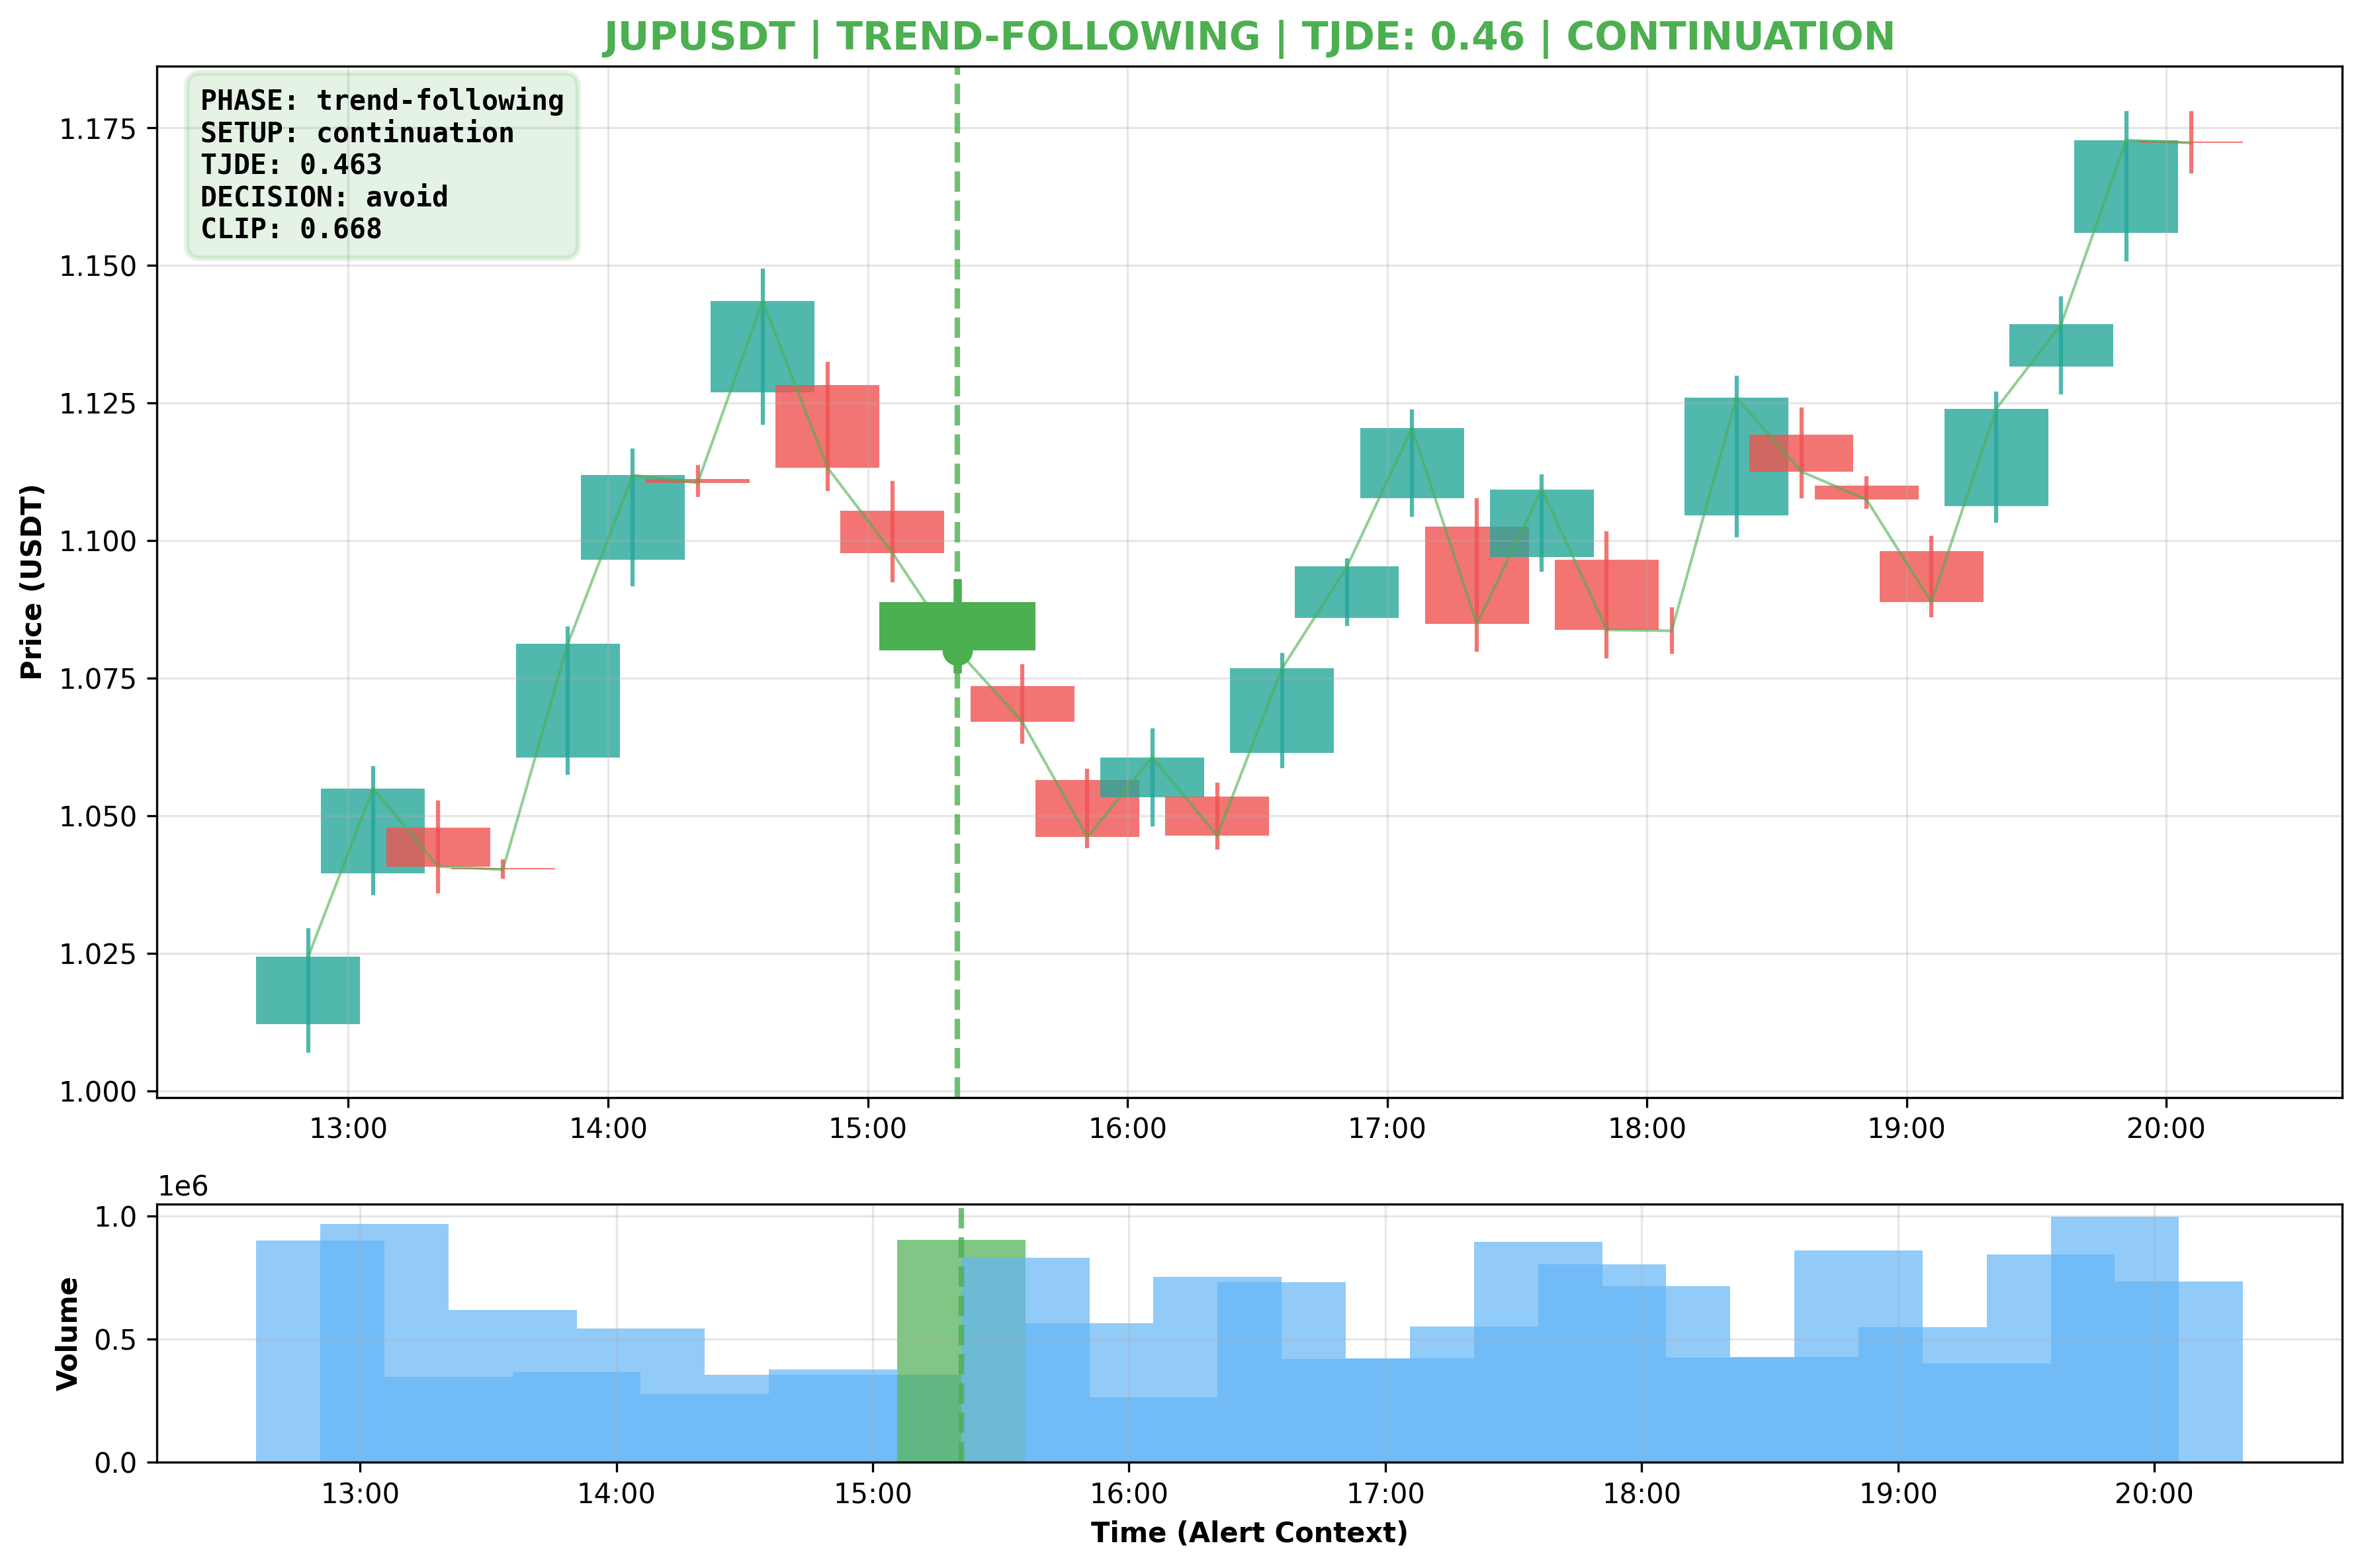 JUPUSDT | TREND-FOLLOWING | TJDE: 0.46 | CONTINUATION
PHASE: trend-following
SETUP: continuation
TJDE: 0.463
DECISION: avoid
CLIP: 0.668
Price (USDT)
1.175
1.150
1.125
1.100
1.075
1.050
1.025
1.000
13:00 14:00 15:00 16:00 17:00 18:00 19:00 20:00
1e6
Volume
1.0
0.5
0.0
13:00 14:00 15:00 16:00 17:00 18:00 19:00 20:00
Time (Alert Context)